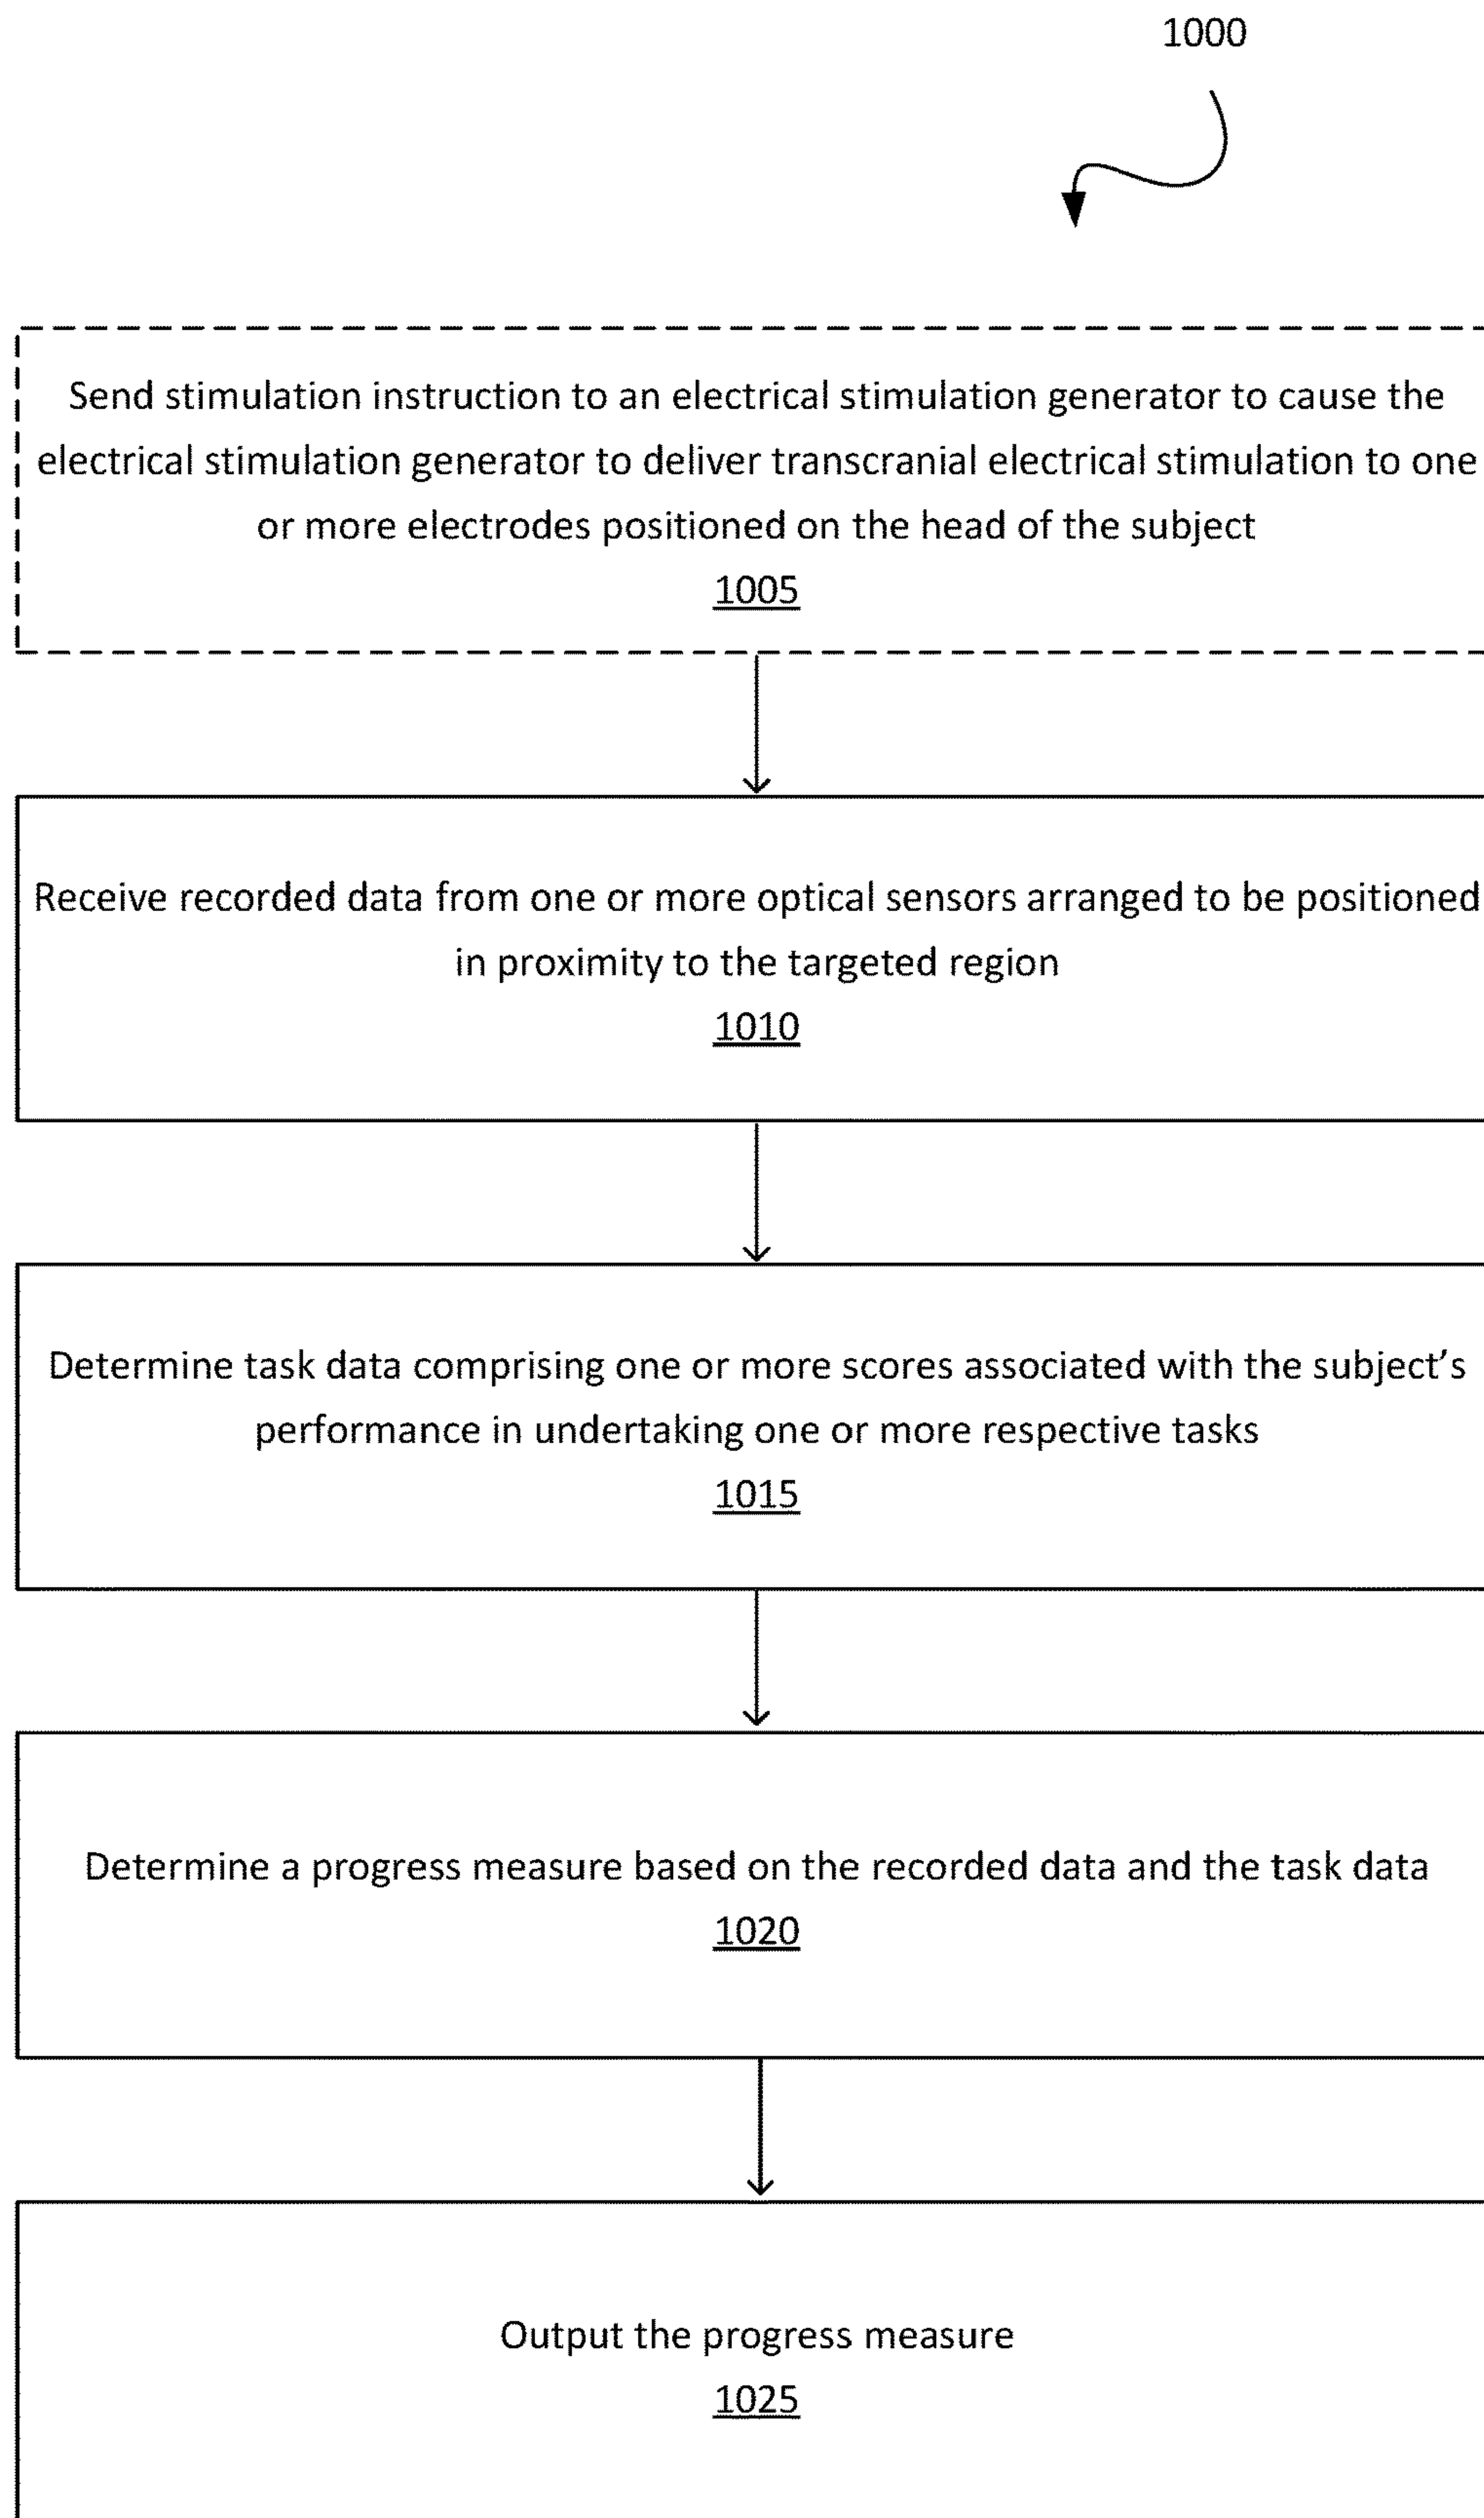 1000
Send stimulation instruction to an electrical stimulation generator to cause the
electrical stimulation generator to deliver transcranial electrical stimulation to one
or more electrodes positioned on the head of the subject
1005
Receive recorded data from one or more optical sensors arranged to be positioned
in proximity to the targeted region
1010
Determine task data comprising one or more scores associated with the subject’s
performance in undertaking one or more respective tasks
1015
Determine a progress measure based on the recorded data and the task data
1020
Output the progress measure
1025